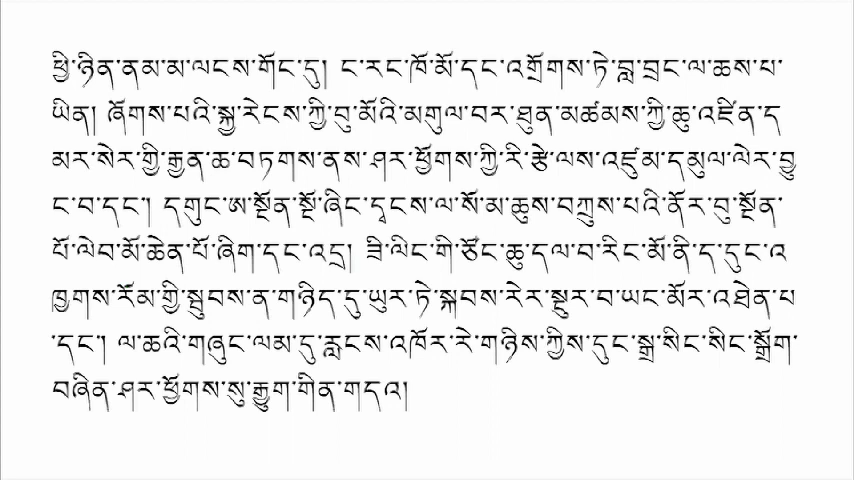 ཕྱི་ཉིན་ནམ་མ་ལངས་གོང་དུ། ང་རང་ཁོ་མོ་དང་འགྲོགས་ཏེ་བླ་བྲང་ལ་ཆས་པ་
ཡིན། ཞོགས་པའི་སྐྱ་རེངས་ཀྱི་བུ་མོའི་མགུལ་བར་ཐུན་མཚམས་ཀྱི་ཆུ་འཛིན་ད
མར་སེར་གྱི་རྒྱན་ཆ་བཏགས་ནས་ཤར་ཕྱོགས་ཀྱི་རི་རྩེ་ལས་འཛུམ་དམུལ་ལེར་བྱུ
ང་བ་དང་། དགུང་ཨ་སྔོན་སྔོ་ཞིང་དྭངས་ལ་སོ་མ་ཆུས་བཀྲུས་པའི་ནོར་བུ་སྔོན་
པོ་ལེབ་མོ་ཆེན་པོ་ཞིག་དང་འདྲ། ཟི་ལིང་གི་ཙོང་ཆུ་དལ་བ་རིང་མོ་ནི་ད་དུང་འ
ཁྱགས་རོམ་གྱི་སྦུབས་ན་གཉིད་དུ་ཡུར་ཏེ་སྐབས་རེར་སྔུར་བ་ཡང་མོར་འཐེན་པ
་དང་། ལ་ཆའི་གཞུང་ལམ་དུ་རླངས་འཁོར་རེ་གཉིས་ཀྱིས་དུང་སྒྲ་སིང་སིང་སྒྲོག་
བཞིན་ཤར་ཕྱོགས་སུ་རྒྱུག་གིན་གདའ།